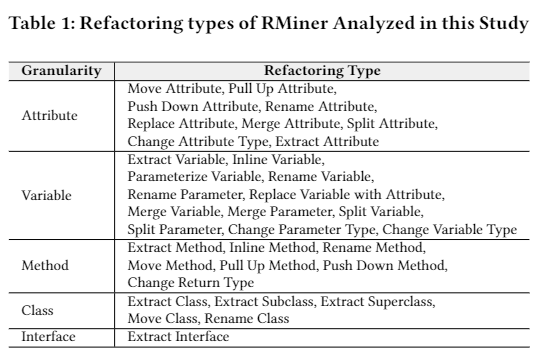 Table 1: Refactoring types of RMiner Analyzed in this Study
Granularity Refactoring Type
Attribute
Move Attribute, Pull Up Attribute,
Push Down Attribute, Rename Attribute,
Replace Attribute, Merge Attribute, Split Attribute,
Change Attribute Type, Extract Attribute
Variable
Extract Variable, Inline Variable,
Parameterize Variable, Rename Variable,
Rename Parameter, Replace Variable with Attribute,
Merge Variable, Merge Parameter, Split Variable,
Split Parameter, Change Parameter Type, Change Variable Type
Method
Extract Method, Inline Method, Rename Method,
Move Method, Pull Up Method, Push Down Method,
Change Return Type
Class
Extract Class, Extract Subclass, Extract Superclass,
Move Class, Rename Class
Interface Extract Interface